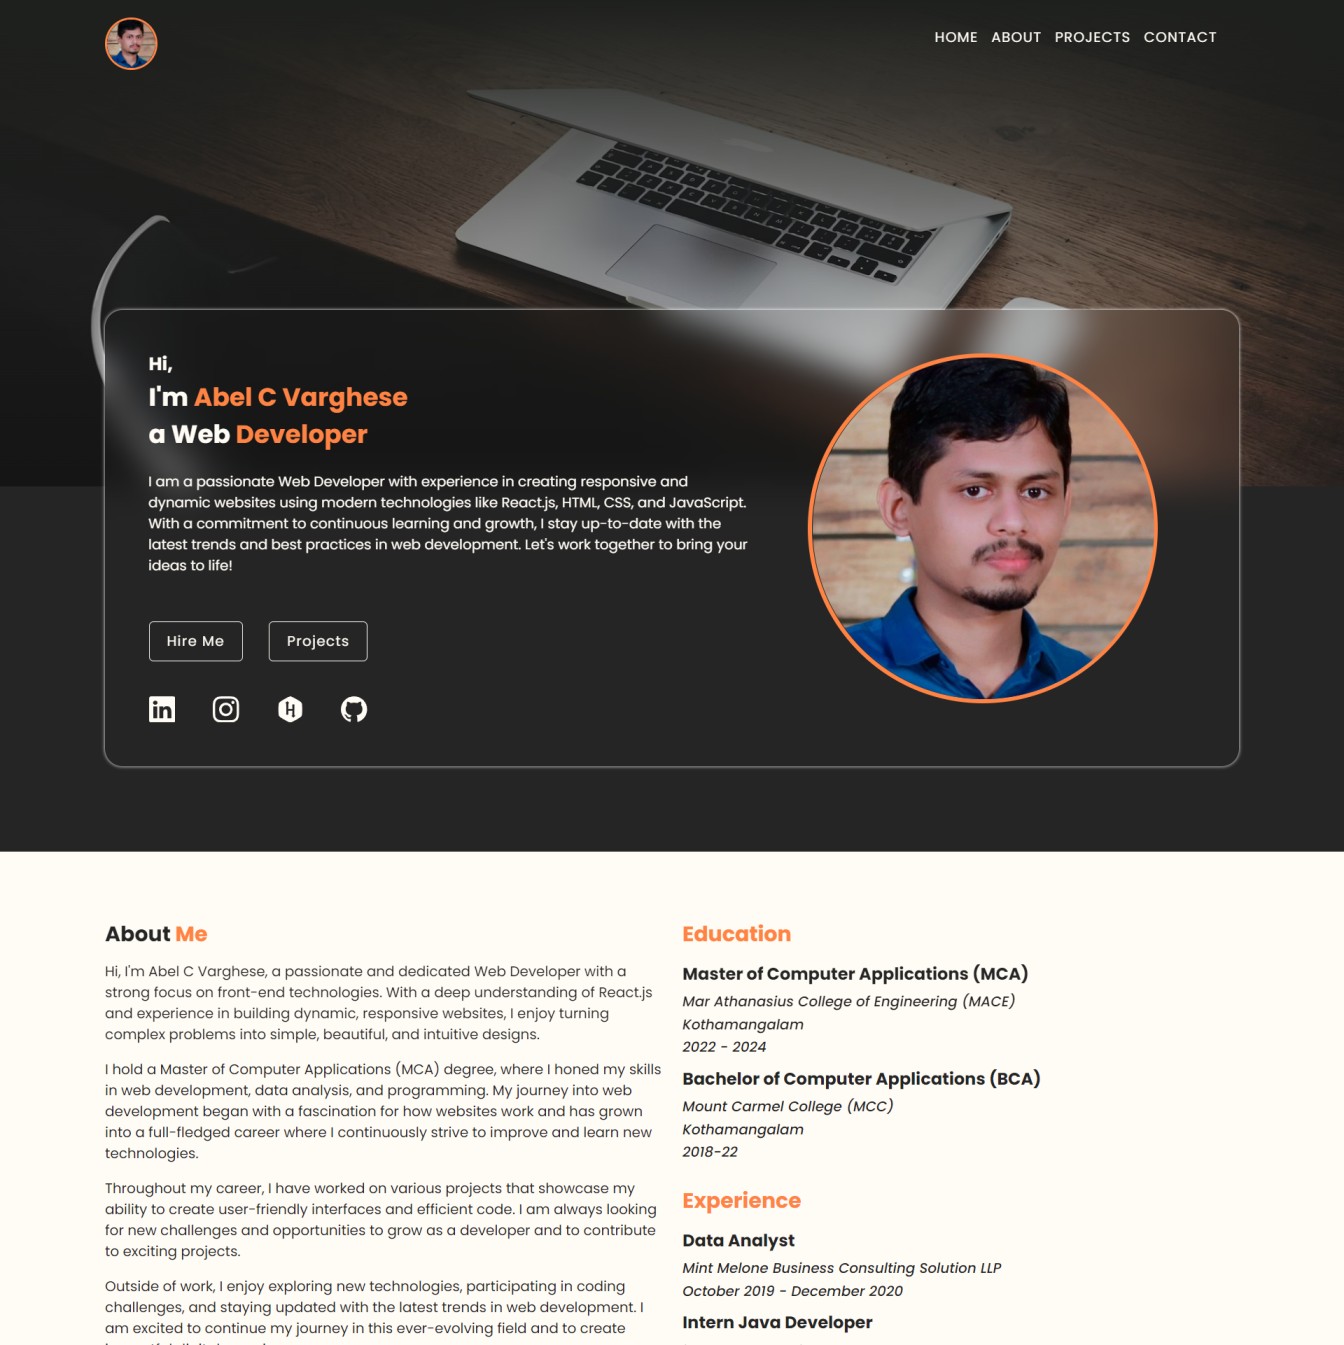 HOME ABOUT PROJECTS CONTACT
Hi,
I'm Abel C Varghese
a Web Developer
I am a passionate Web Developer with experience in creating responsive and
dynamic websites using modern technologies like React.js, HTML, CSS, and JavaScript.
With a commitment to continuous learning and growth, I stay up-to-date with the
latest trends and best practices in web development. Let's work together to bring your
ideas to life!
Hire Me Projects
About Me
Hi, I'm Abel C Varghese, a passionate and dedicated Web Developer with a
strong focus on front-end technologies. With a deep understanding of React.js
and experience in building dynamic, responsive websites, I enjoy turning
complex problems into simple, beautiful, and intuitive designs.
I hold a Master of Computer Applications (MCA) degree, where I honed my skills
in web development, data analysis, and programming. My journey into web
development began with a fascination for how websites work and has grown
into a full-fledged career where I continuously strive to improve and learn new
technologies.
Throughout my career, I have worked on various projects that showcase my
ability to create user-friendly interfaces and efficient code. I am always looking
for new challenges and opportunities to grow as a developer and to contribute
to exciting projects.
Outside of work, I enjoy exploring new technologies, participating in coding
challenges, and staying updated with the latest trends in web development. I
am excited to continue my journey in this ever-evolving field and to create
Education
Master of Computer Applications (MCA)
Mar Athanasius College of Engineering (MACE)
Kothamangalam
2022 - 2024
Bachelor of Computer Applications (BCA)
Mount Carmel College (MCC)
Kothamangalam
2018-22
Experience
Data Analyst
Mint Melone Business Consulting Solution LLP
October 2019 - December 2020
Intern Java Developer